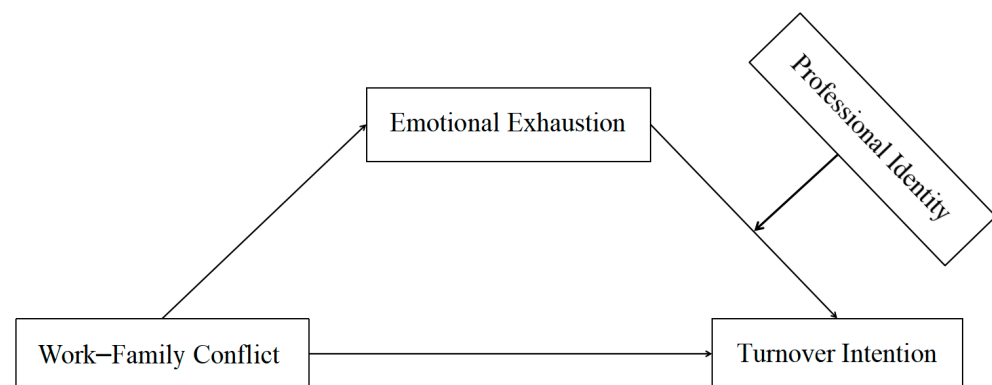 Professional Identity
Emotional Exhaustion
Work–Family Conflict
Turnover Intention